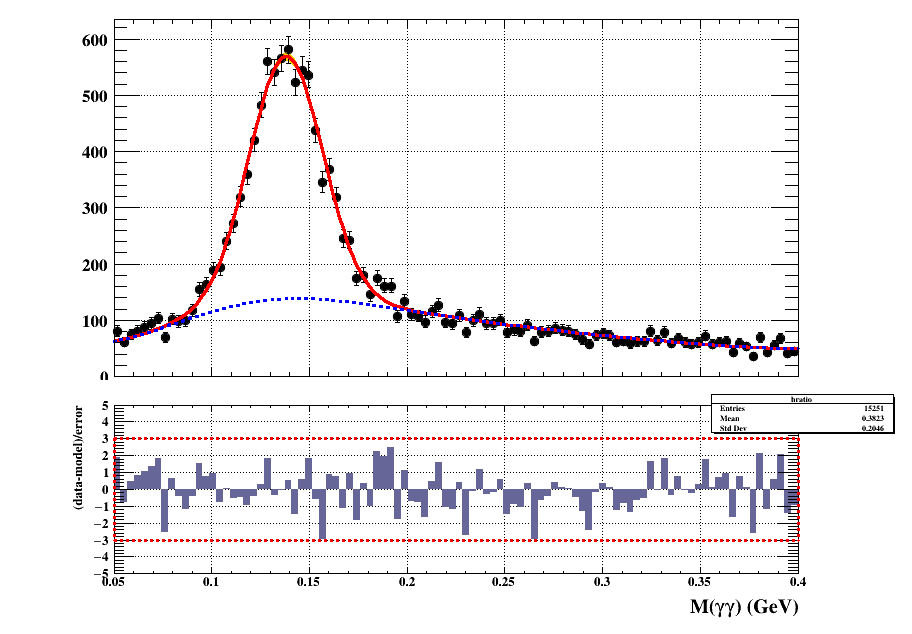 600
500
400
300
200
100
0
hratio
Entries 15251
Mean 0.3823
Std Dev 0.2046
(data-model)/error
5
4
3
2
1
0
−1
−2
−3
−4
−5
0.05 0.1 0.15 0.2 0.25 0.3 0.35 0.4
M(γγ) (GeV)